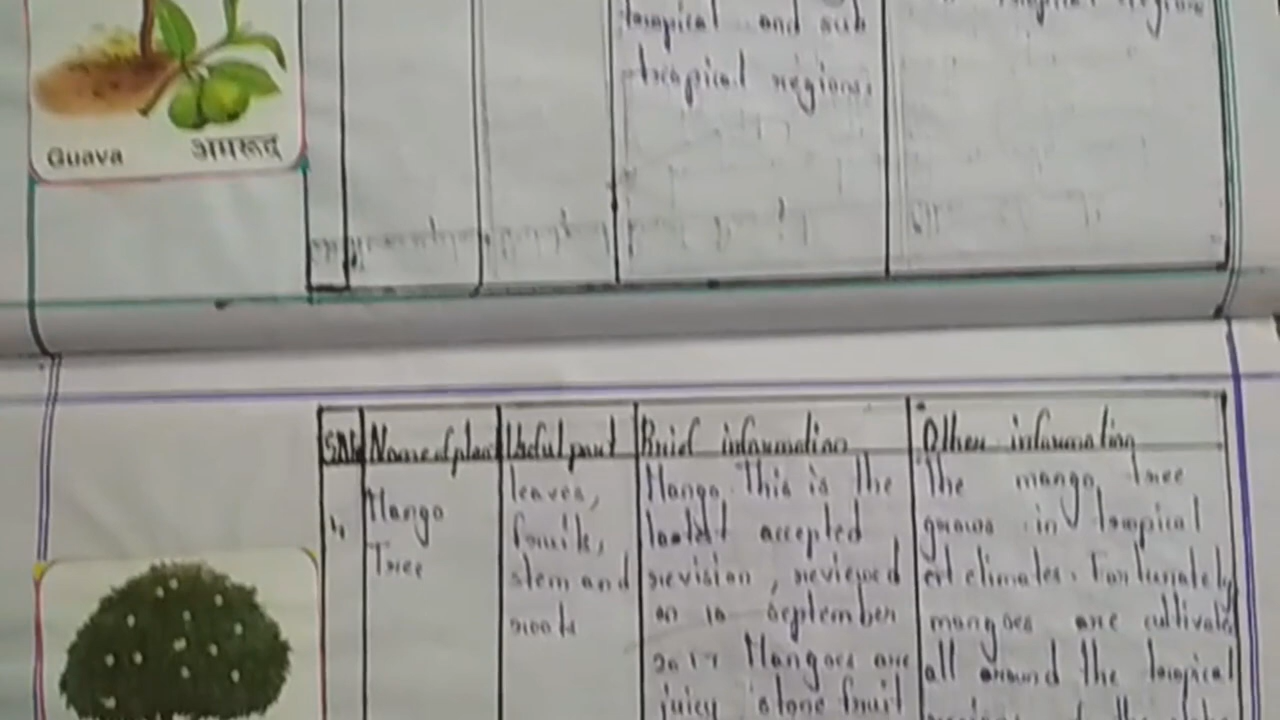 tropical and sub
tropical regions.
Guava अमरूद
S.No Name of plant Useful part Brief information Other information
4.
Mango
Tree
leaves,
fruits,
stem and
roots
Mango. This is the
latest accepted
revision, reviewed
on 10 September
2017 Mangoes are
juicy stone fruit
The mango tree
grows in tropical
climates. Fortunately
mangoes are cultivated
all around the tropical